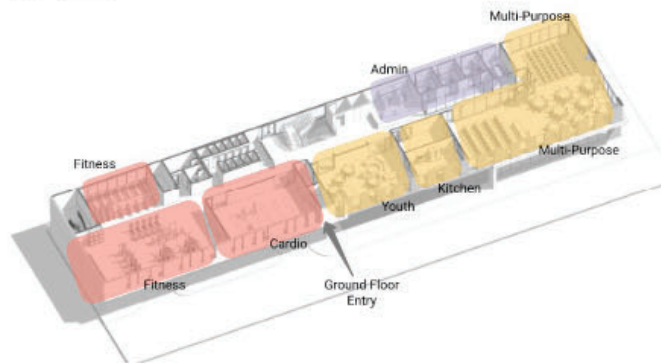 Multi-Purpose
Admin
Fitness
Multi-Purpose
Kitchen
Youth
Cardio
Fitness
Ground Floor
Entry